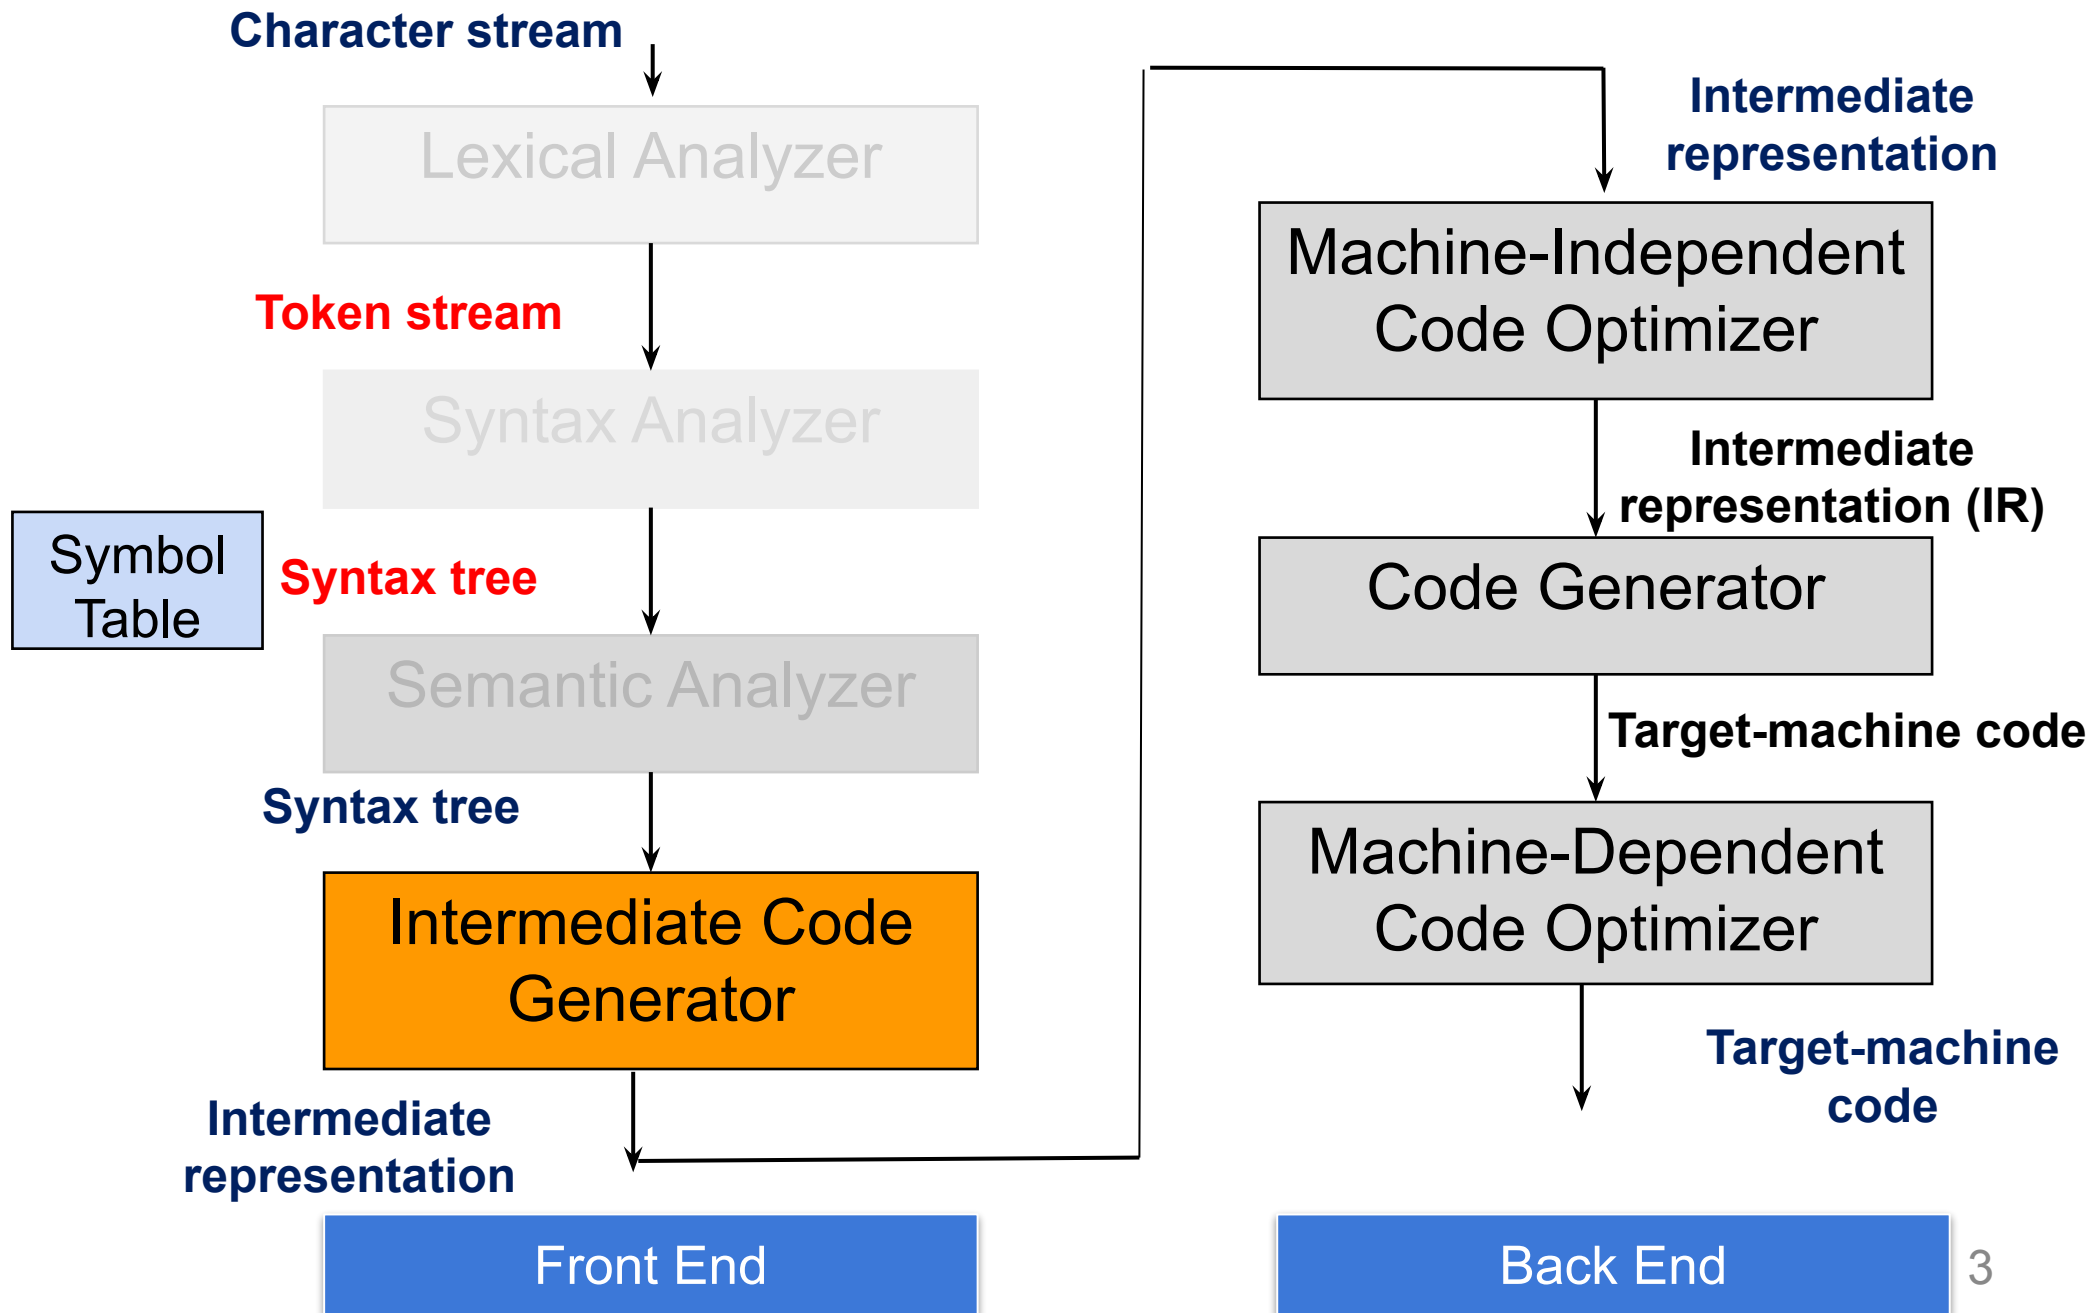 Character stream
Lexical Analyzer
Token stream
Syntax Analyzer
Symbol
Table
Syntax tree
Semantic Analyzer
Syntax tree
Intermediate Code
Generator
Intermediate
representation
Front End
Intermediate
representation
Machine-Independent
Code Optimizer
Intermediate
representation (IR)
Code Generator
Target-machine code
Machine-Dependent
Code Optimizer
Target-machine
code
Back End
3